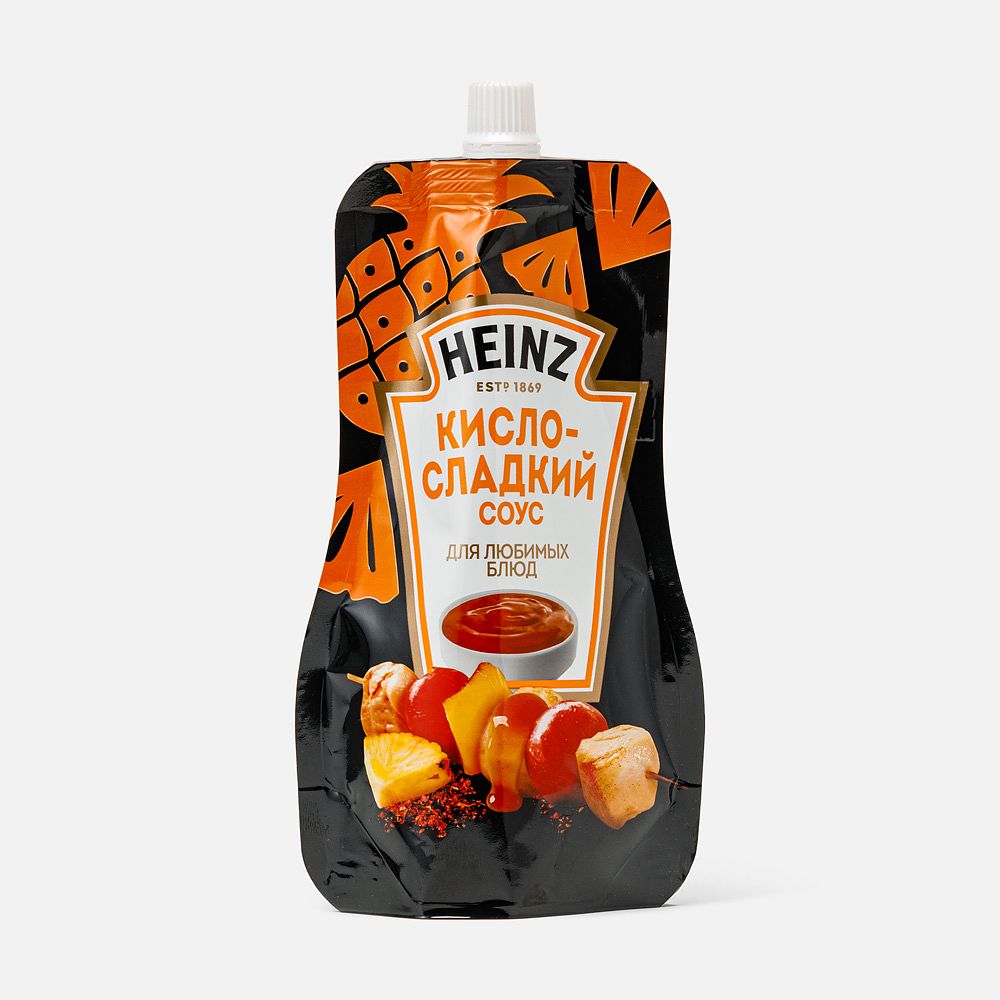 HEINZ
ESTD 1869
КИСЛО-
СЛАДКИЙ
СОУС
ДЛЯ ЛЮБИМЫХ
БЛЮД